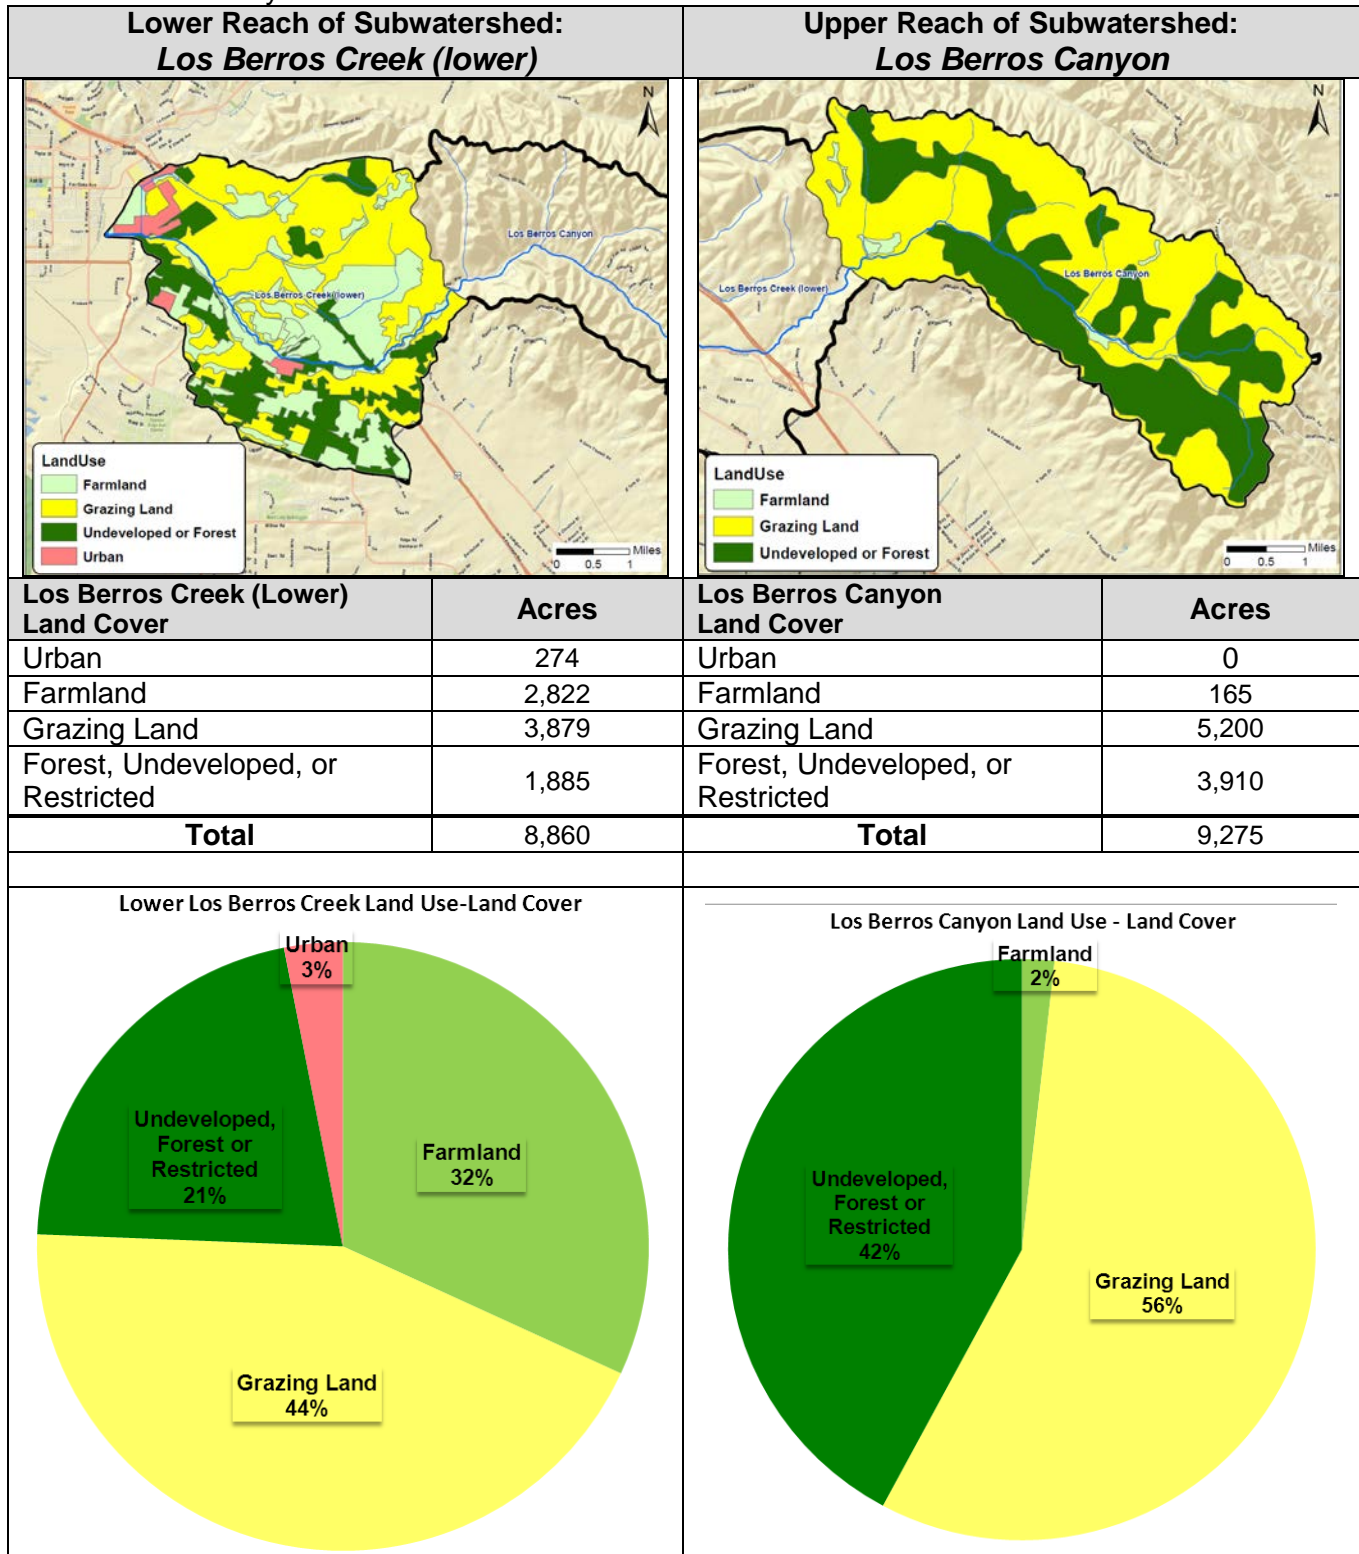 Lower Reach of Subwatershed:
Los Berros Creek (lower)
Upper Reach of Subwatershed:
Los Berros Canyon
N
Los Berros Canyon
Los Berros Creek(lower)
LandUse
Farmland
Grazing Land
Undeveloped or Forest
Urban
Miles
0 0.5 1
N
Los Berros Canyon
Los Berros Creek (lower)
LandUse
Farmland
Grazing Land
Undeveloped or Forest
Miles
0 0.5 1
Los Berros Creek (Lower)
Land Cover
Acres
Los Berros Canyon
Land Cover
Acres
Urban 274 Urban 0
Farmland 2,822 Farmland 165
Grazing Land 3,879 Grazing Land 5,200
Forest, Undeveloped, or
Restricted
1,885
Forest, Undeveloped, or
Restricted
3,910
Total 8,860 Total 9,275
Lower Los Berros Creek Land Use-Land Cover
Urban
3%
Undeveloped,
Forest or
Restricted
21%
Farmland
32%
Grazing Land
44%
Los Berros Canyon Land Use - Land Cover
Farmland
2%
Undeveloped,
Forest or
Restricted
42%
Grazing Land
56%